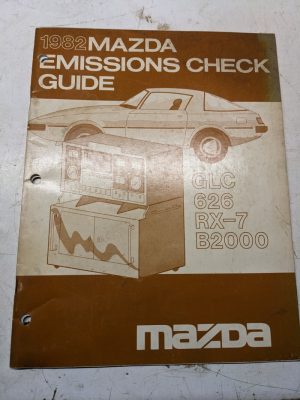 1982 MAZDA
EMISSIONS CHECK
GUIDE
GLC
626
RX-7
B2000
mazda